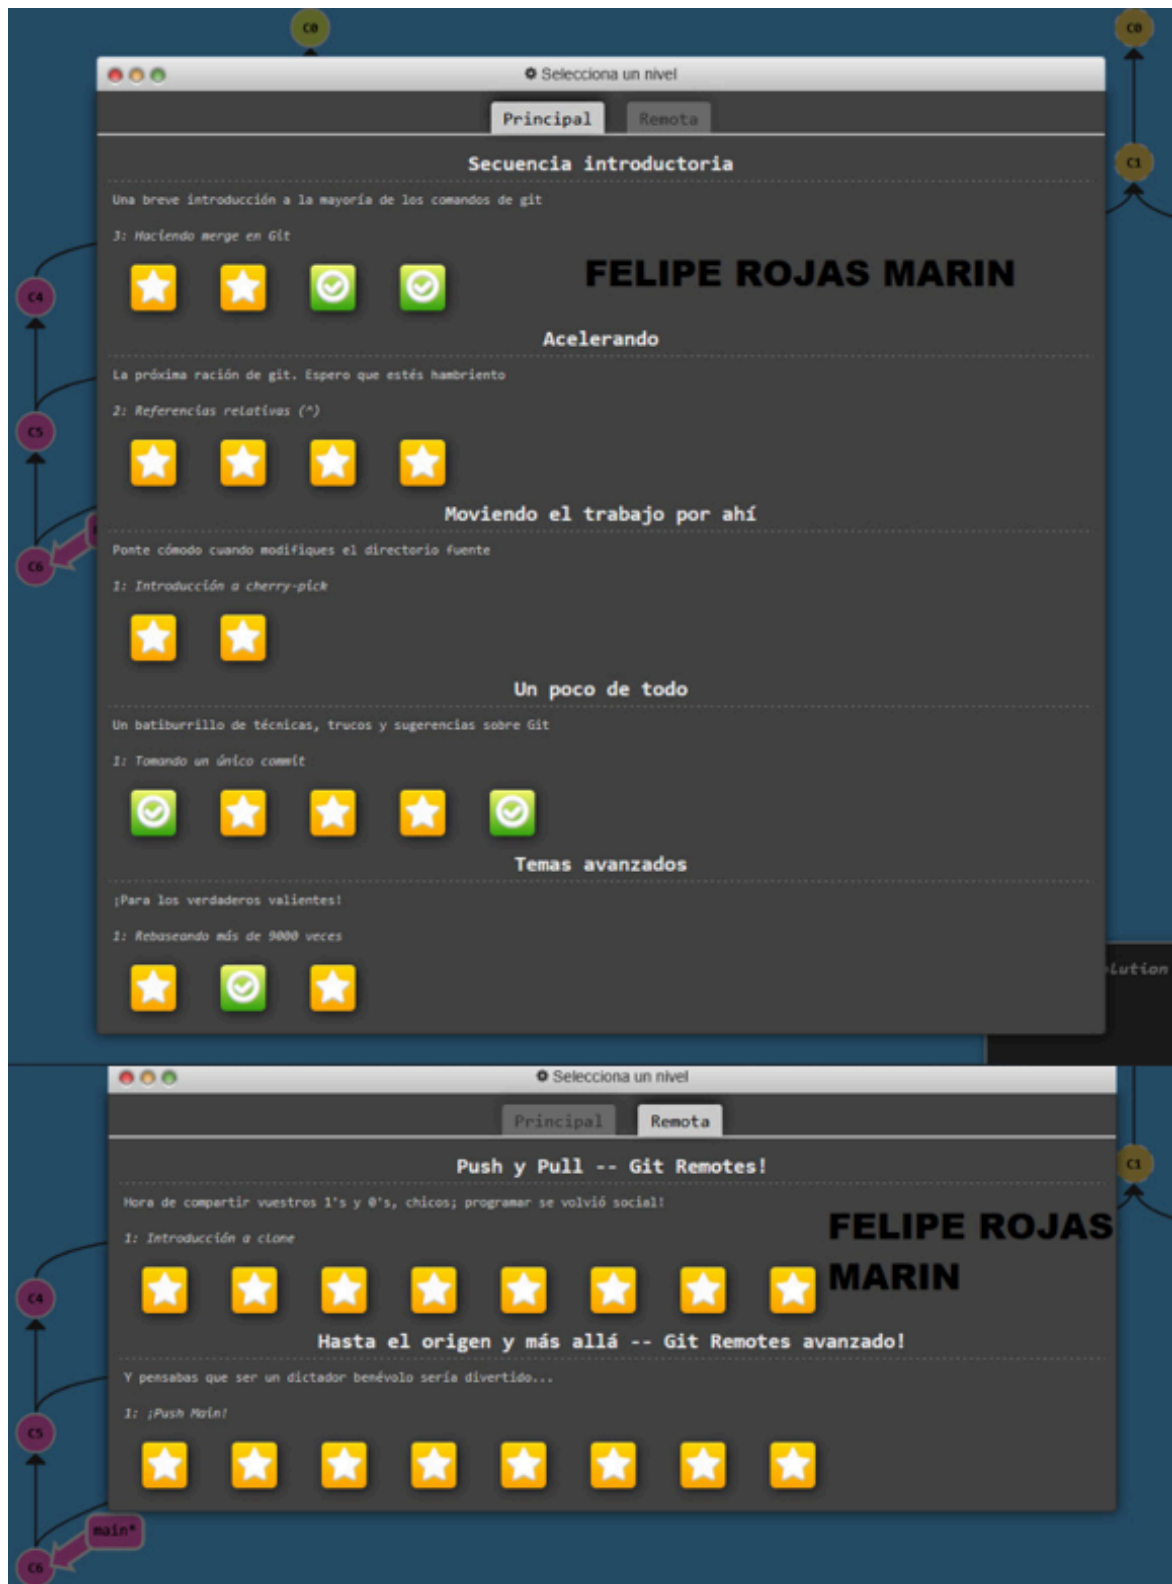 C0
C0
Selecciona un nivel
Principal Remota
Secuencia introductoria
C1
Una breve introducción a la mayoría de los comandos de git
3: Haciendo merge en Git
FELIPE ROJAS MARIN
C4
Acelerando
La próxima ración de git. Espero que estés hambriento
2: Referencias relativas (^)
C5
Moviendo el trabajo por ahí
Ponte cómodo cuando modifiques el directorio fuente
C6
1: Introducción a cherry-pick
Un poco de todo
Un batiburrillo de técnicas, trucos y sugerencias sobre Git
1: Tomando un único commit
Temas avanzados
¡Para los verdaderos valientes!
1: Rebaseando más de 9000 veces
lution
Selecciona un nivel
Principal Remota
Push y Pull -- Git Remotes!
C1
Hora de compartir vuestros 1's y 0's, chicos; programar se volvió social!
1: Introducción a clone
FELIPE ROJAS
MARIN
C4
Hasta el origen y más allá -- Git Remotes avanzado!
Y pensabas que ser un dictador benévolo sería divertido...
1: ¡Push Main!
C5
main*
C6